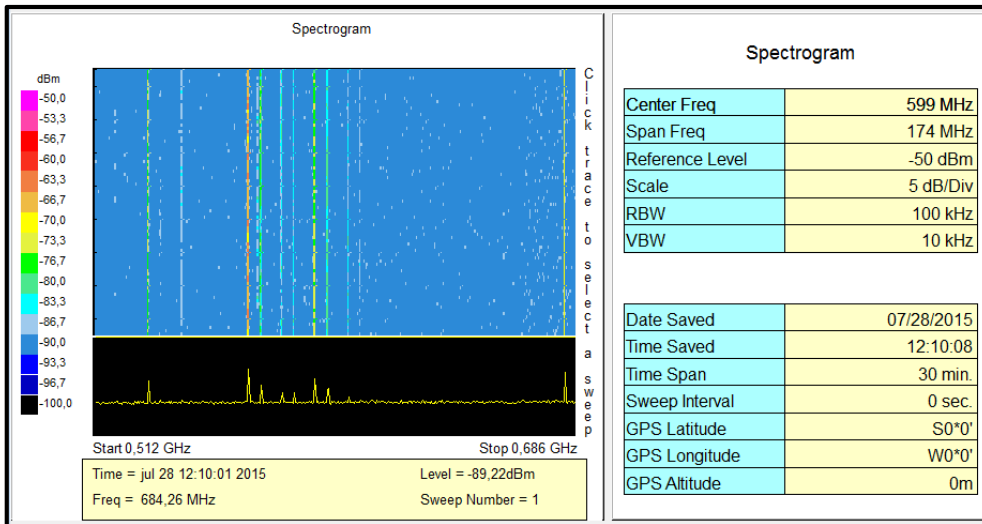 Spectrogram
dBm
-50,0
-53,3
-56,7
-60,0
-63,3
-66,7
-70,0
-73,3
-76,7
-80,0
-83,3
-86,7
-90,0
-93,3
-96,7
-100,0
Click trace to select a sweep
Start 0,512 GHz Stop 0,686 GHz
Time = jul 28 12:10:01 2015 Level = -89,22dBm
Freq = 684,26 MHz Sweep Number = 1
Spectrogram
Center Freq 599 MHz
Span Freq 174 MHz
Reference Level -50 dBm
Scale 5 dB/Div
RBW 100 kHz
VBW 10 kHz
Date Saved 07/28/2015
Time Saved 12:10:08
Time Span 30 min.
Sweep Interval 0 sec.
GPS Latitude S0*0'
GPS Longitude W0*0'
GPS Altitude 0m